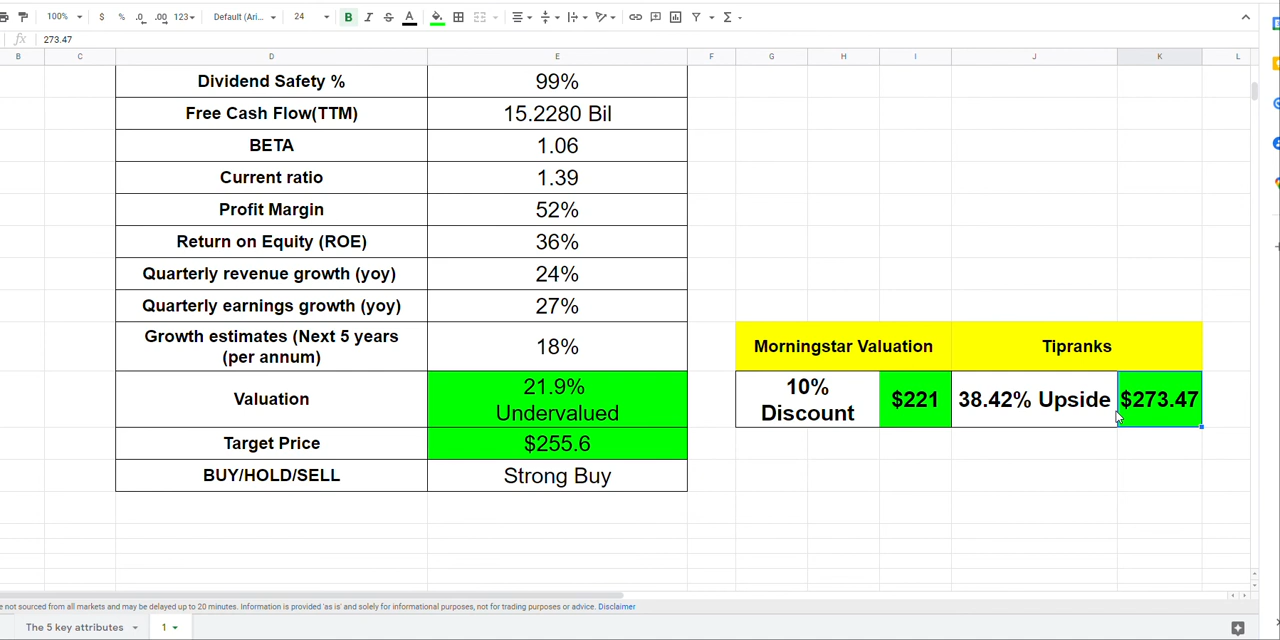 100% $ % .0 .00 123 Default (Ari... 24 B I S A
fx 273.47
B C D E F G H I J K L
Dividend Safety % 99%
Free Cash Flow(TTM) 15.2280 Bil
BETA 1.06
Current ratio 1.39
Profit Margin 52%
Return on Equity (ROE) 36%
Quarterly revenue growth (yoy) 24%
Quarterly earnings growth (yoy) 27%
Growth estimates (Next 5 years
(per annum) 18%
Morningstar Valuation Tipranks
Valuation 21.9%
Undervalued
10%
Discount $221 38.42% Upside $273.47
Target Price $255.6
BUY/HOLD/SELL Strong Buy
e not sourced from all markets and may be delayed up to 20 minutes. Information is provided 'as is' and solely for informational purposes, not for trading purposes or advice. Disclaimer
The 5 key attributes 1